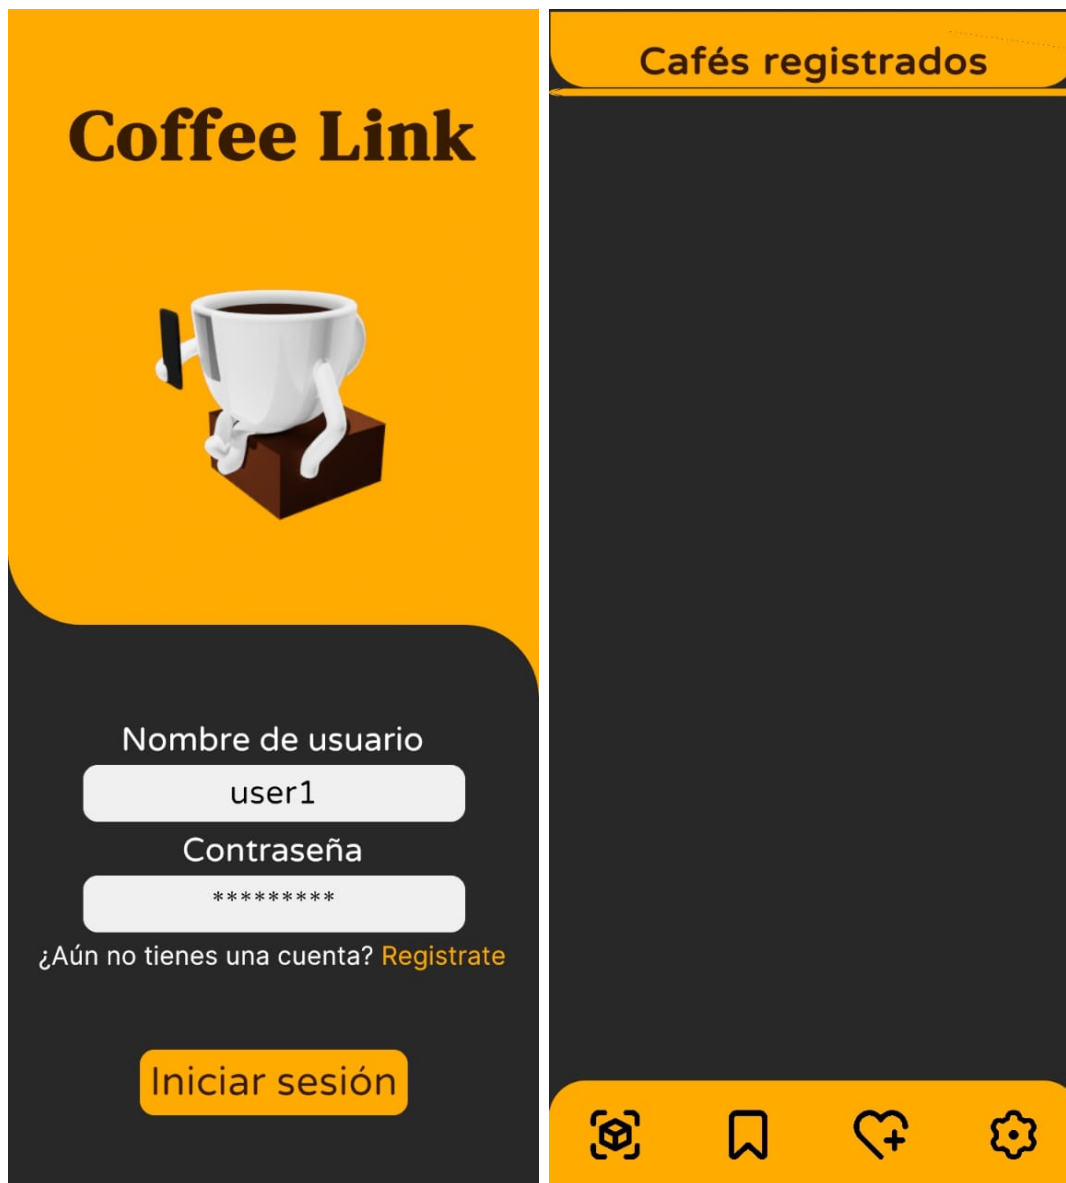 Coffee Link
Nombre de usuario
user1
Contraseña
*********
¿Aún no tienes una cuenta? Registrate
Iniciar sesión
Cafés registrados